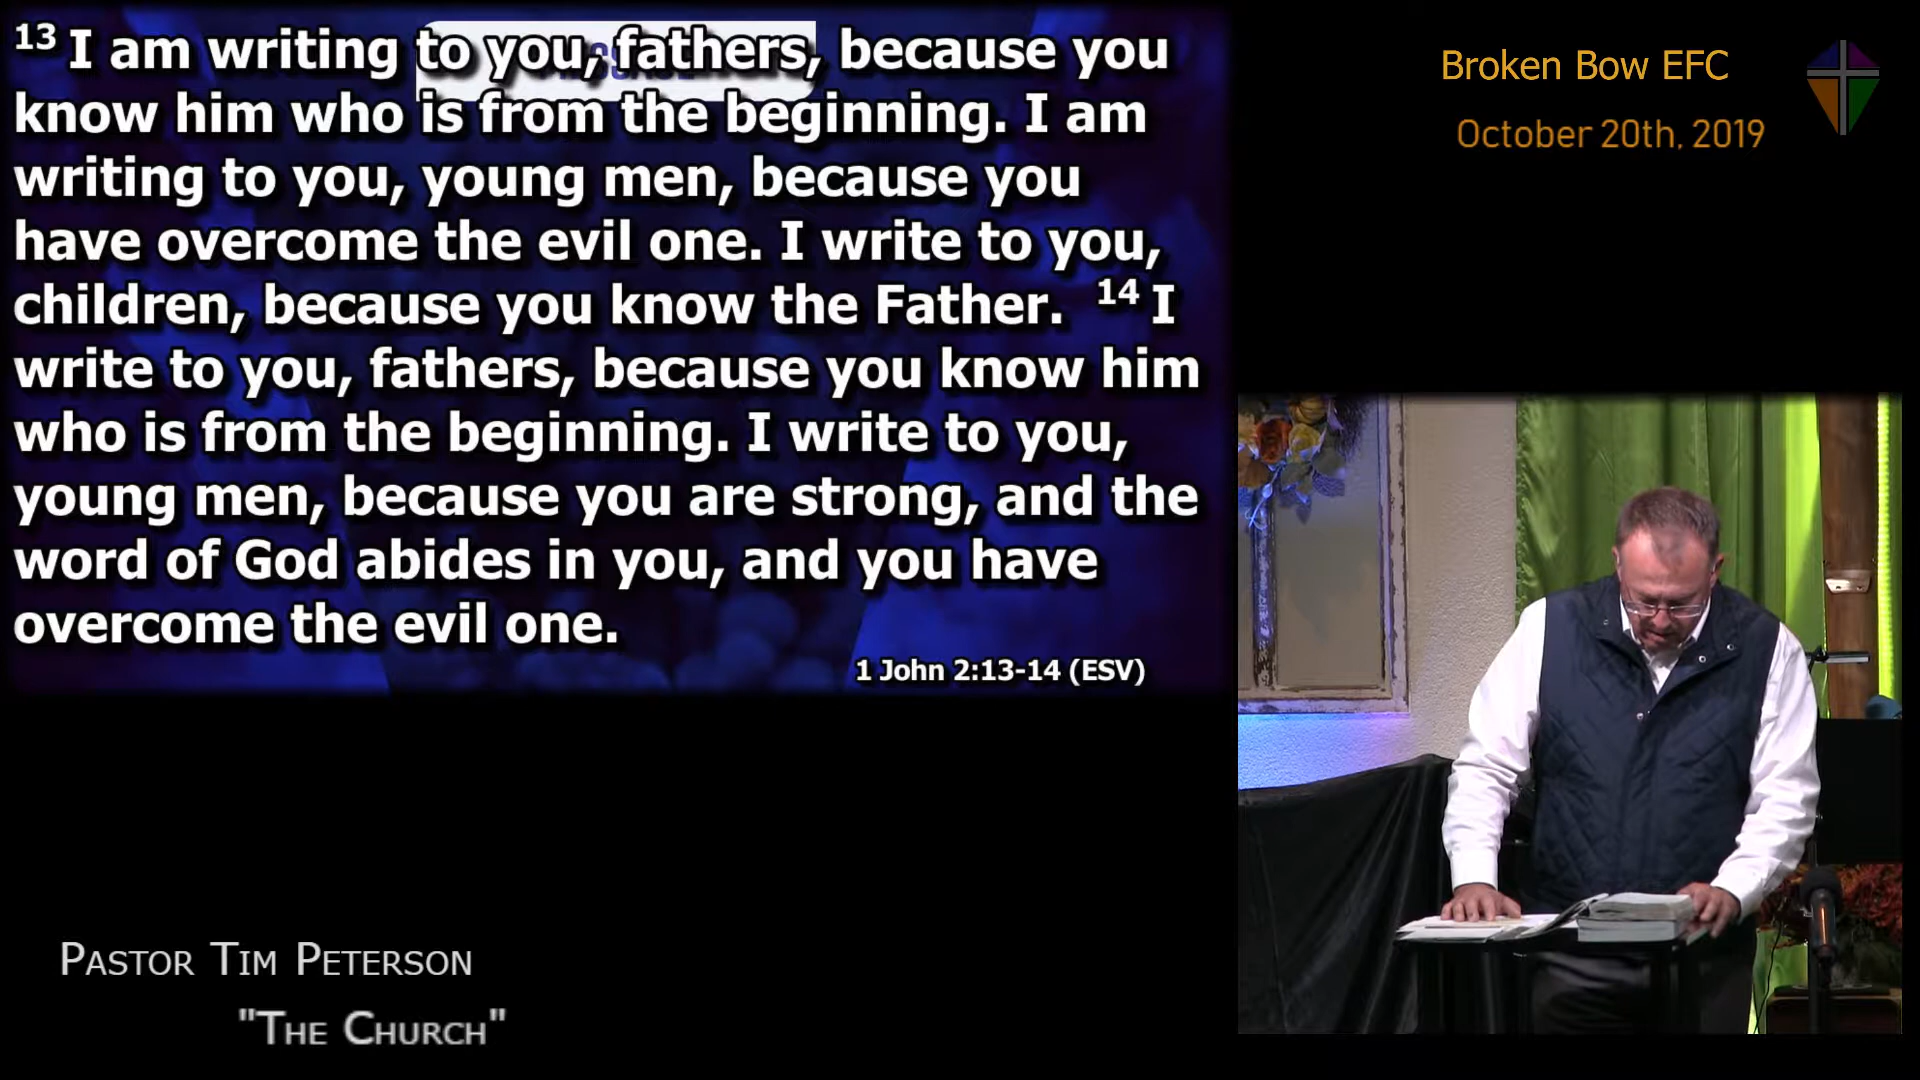 13 I am writing to you, fathers, because you
know him who is from the beginning. I am
writing to you, young men, because you
have overcome the evil one. I write to you,
children, because you know the Father. 14 I
write to you, fathers, because you know him
who is from the beginning. I write to you,
young men, because you are strong, and the
word of God abides in you, and you have
overcome the evil one.
1 John 2:13-14 (ESV)
Broken Bow EFC
October 20th, 2019
PASTOR TIM PETERSON
"THE CHURCH"